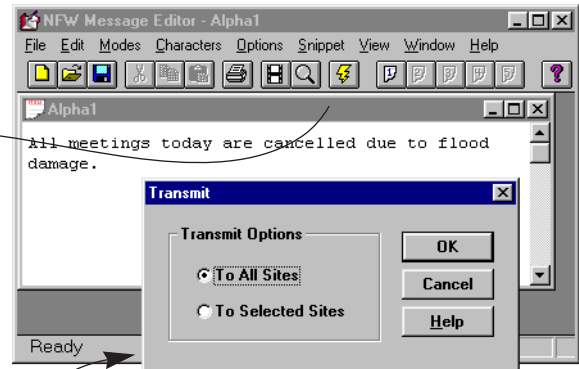 NFW Message Editor - Alpha1
File Edit Modes Characters Options Snippet View Window Help
Alpha1
All meetings today are cancelled due to flood
damage.
Transmit
Transmit Options
To All Sites
To Selected Sites
OK
Cancel
Help
Ready